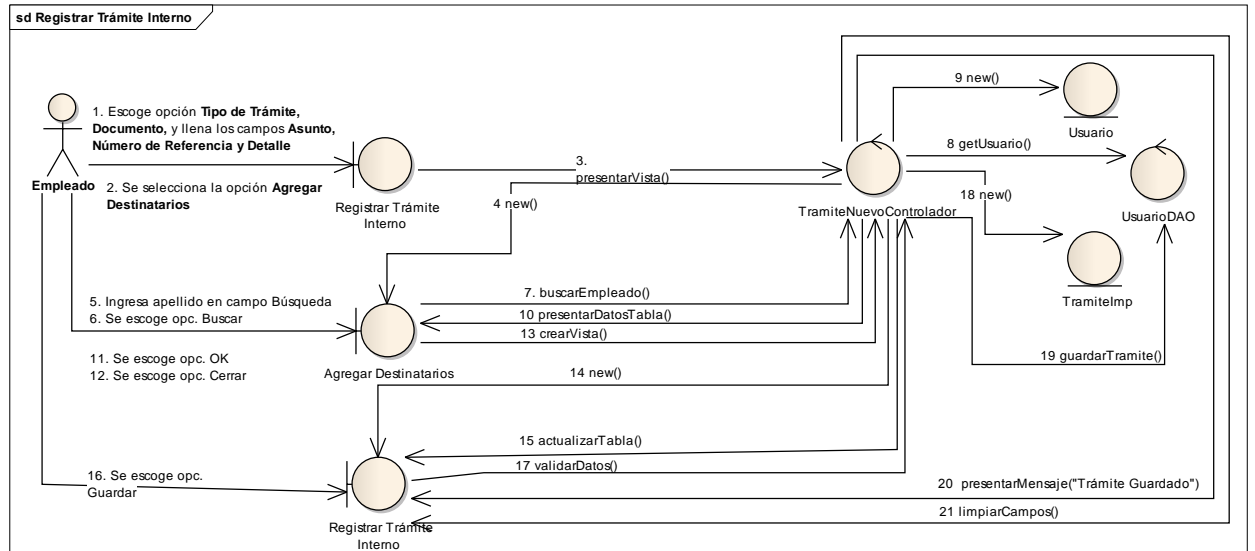 sd Registrar Trámite Interno
1. Escoge opción Tipo de Trámite,
Documento, y llena los campos Asunto,
Número de Referencia y Detalle
Empleado
2. Se selecciona la opción Agregar
Destinatarios
Registrar Trámite
Interno
3.
presentarVista()
4 new()
TramiteNuevoControlador
9 new()
Usuario
8 getUsuario()
UsuarioDAO
18 new()
TramiteImp
5. Ingresa apellido en campo Búsqueda
6. Se escoge opc. Buscar
11. Se escoge opc. OK
12. Se escoge opc. Cerrar
Agregar Destinatarios
7. buscarEmpleado()
10 presentarDatosTabla()
13 crearVista()
14 new()
19 guardarTramite()
15 actualizarTabla()
17 validarDatos()
16. Se escoge opc.
Guardar
Registrar Trámite
Interno
20 presentarMensaje("Trámite Guardado")
21 limpiarCampos()